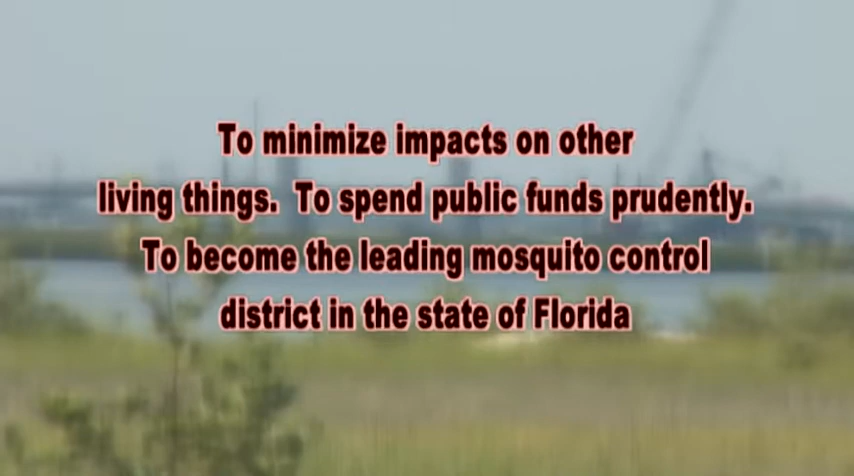 To minimize impacts on other
living things.  To spend public funds prudently.
To become the leading mosquito control
district in the state of Florida